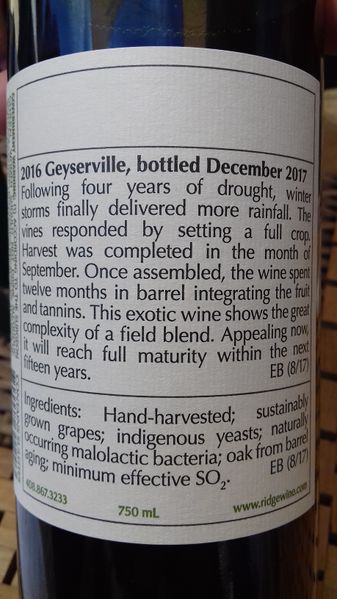 2016 Geyserville, bottled December 2017
Following four years of drought, winter
storms finally delivered more rainfall. The
vines responded by setting a full crop.
Harvest was completed in the month of
September. Once assembled, the wine spent
twelve months in barrel integrating the fruit
and tannins. This exotic wine shows the great
complexity of a field blend. Appealing now,
it will reach full maturity within the next
fifteen years. EB (8/17)
Ingredients: Hand-harvested; sustainably
grown grapes; indigenous yeasts; naturally
occurring malolactic bacteria; oak from barrel
aging; minimum effective SO₂. EB (8/17)
408.867.3233 750 mL www.ridgewine.com